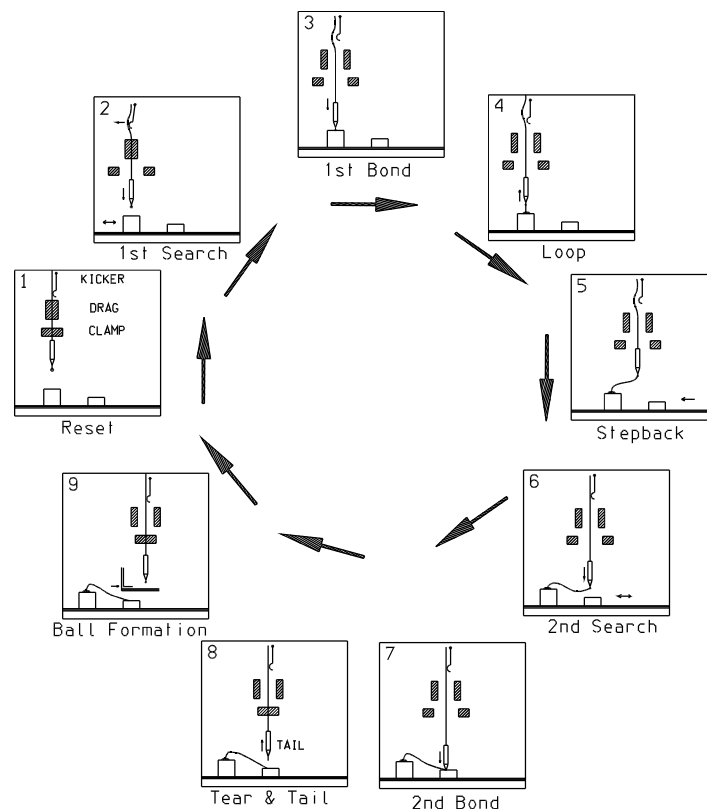 1
KICKER
DRAG
CLAMP
Reset
2
1st Search
3
1st Bond
4
Loop
5
Stepback
6
2nd Search
7
2nd Bond
8
TAIL
Tear & Tail
9
Ball Formation